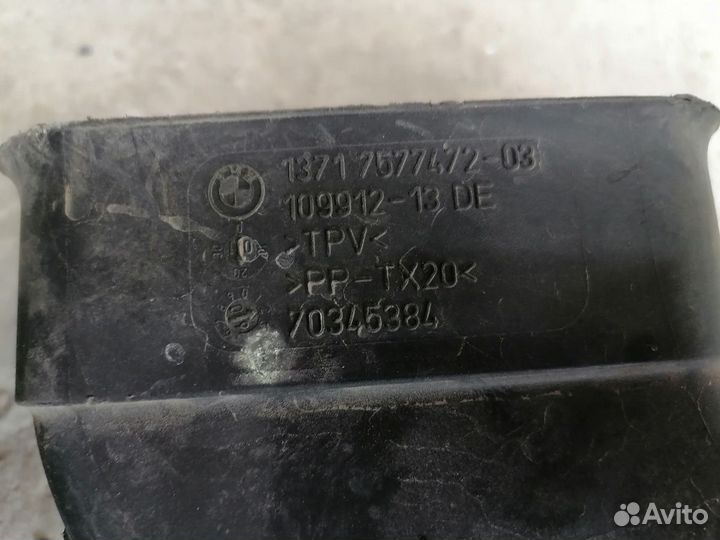 1371 7577472-03
109912-13 DE
>TPV<
>PP-TX20<
70345384
Avito